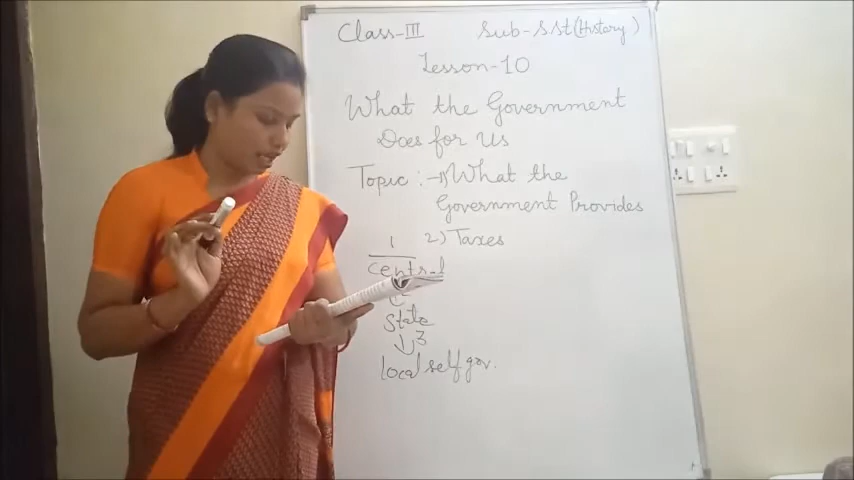 Class-III Sub-SSt(History)
Lesson-10
What the Government
Does for Us
Topic:-1) What the
Government Provides
2) Taxes
1
Central
State
3
local self gov.